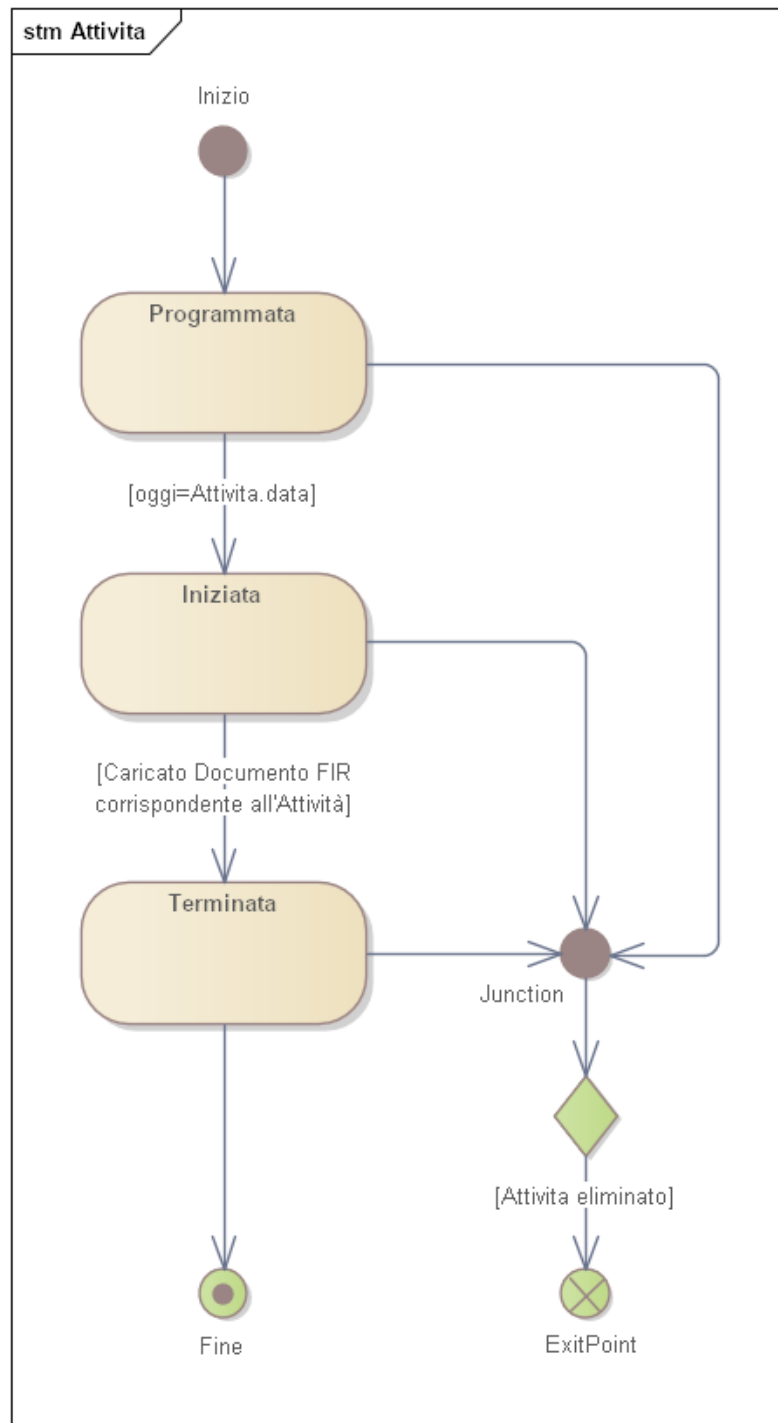 stm Attivita
Inizio
Programmata
[oggi=Attivita.data]
Iniziata
[Caricato Documento FIR
corrispondente all'Attività]
Terminata
Junction
[Attivita eliminato]
Fine
ExitPoint